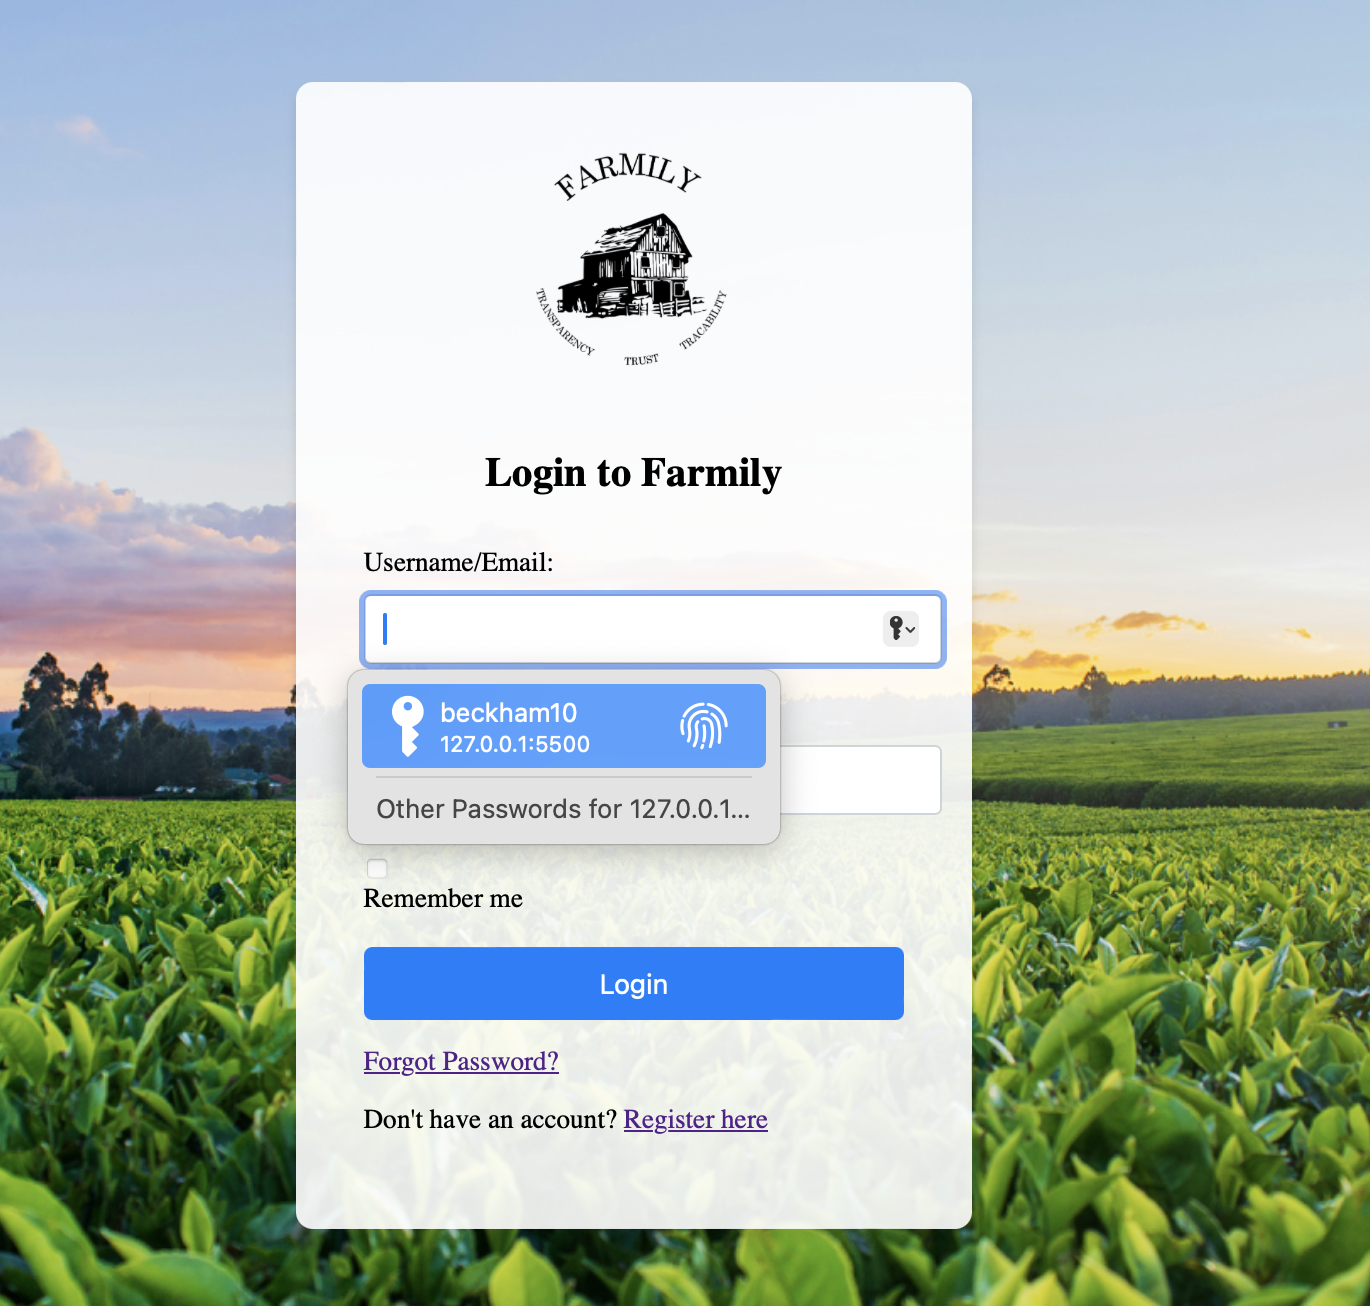 FARMILY
TRANSPARENCY
TRUST
TRACABILITY
Login to Farmily
Username/Email:
beckham10
127.0.0.1:5500
Other Passwords for 127.0.0.1...
Remember me
Login
Forgot Password?
Don't have an account? Register here